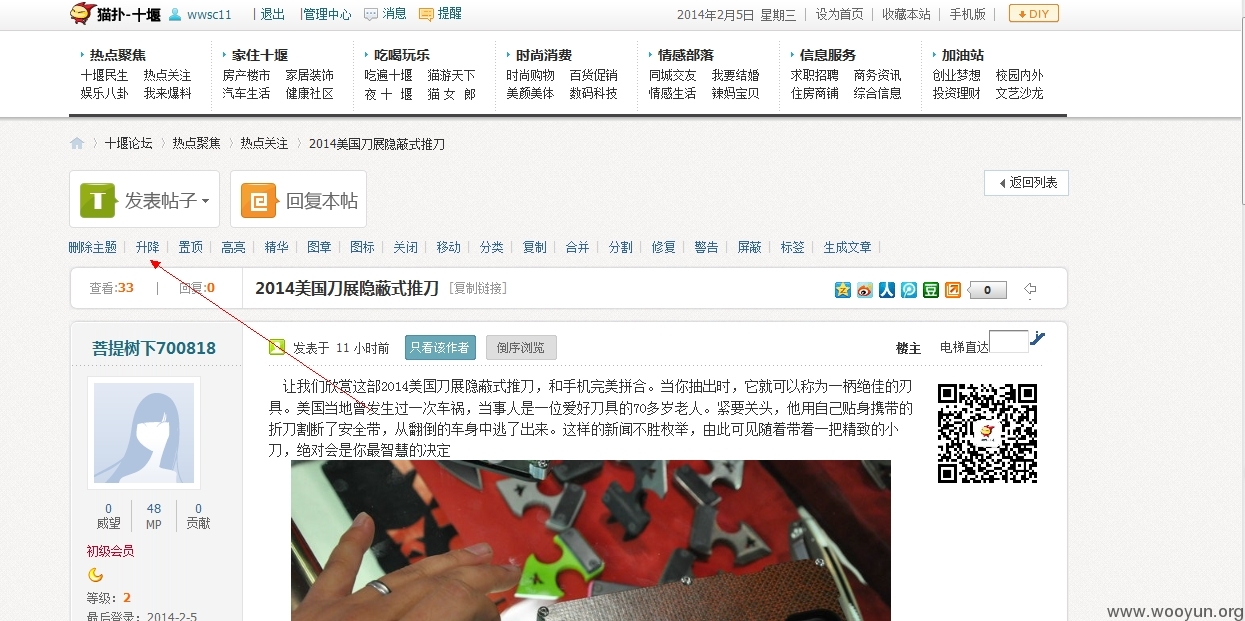 猫扑-十堰 wwsc11 | 退出 |管理中心 消息 提醒 2014年2月5日 星期三 | 设为首页 | 收藏本站 | 手机版 | DIY
热点聚焦 家住十堰 吃喝玩乐 时尚消费 情感部落 信息服务 加油站
十堰民生 热点关注 房产楼市 家居装饰 吃遍十堰 猫游天下 时尚购物 百货促销 同城交友 我要结婚 求职招聘 商务资讯 创业梦想 校园内外
娱乐八卦 我来爆料 汽车生活 健康社区 夜 十 堰 猫 女 郎 美颜美体 数码科技 情感生活 辣妈宝贝 住房商铺 综合信息 投资理财 文艺沙龙
十堰论坛 〉 热点聚焦 〉 热点关注 〉 2014美国刀展隐蔽式推刀
T 发表帖子 回复本帖 返回列表
删除主题 | 升降 | 置顶 | 高亮 | 精华 | 图章 | 图标 | 关闭 | 移动 | 分类 | 复制 | 合并 | 分割 | 修复 | 警告 | 屏蔽 | 标签 | 生成文章 |
查看:33 | 回复:0 2014美国刀展隐蔽式推刀 [复制链接] 人 豆 0
菩提树下700818 发表于 11 小时前 只看该作者 倒序浏览 楼主 电梯直达
让我们欣赏这部2014美国刀展隐蔽式推刀，和手机完美拼合。当你抽出时，它就可以称为一柄绝佳的刃
具。美国当地曾发生过一次车祸，当事人是一位爱好刀具的70多岁老人。紧要关头，他用自己贴身携带的
折刀割断了安全带，从翻倒的车身中逃了出来。这样的新闻不胜枚举，由此可见随着带着一把精致的小
刀，绝对会是你最智慧的决定
0 48 0
威望 MP 贡献
初级会员
等级：2
最后登录：2014-2-5
www.wooyun.org